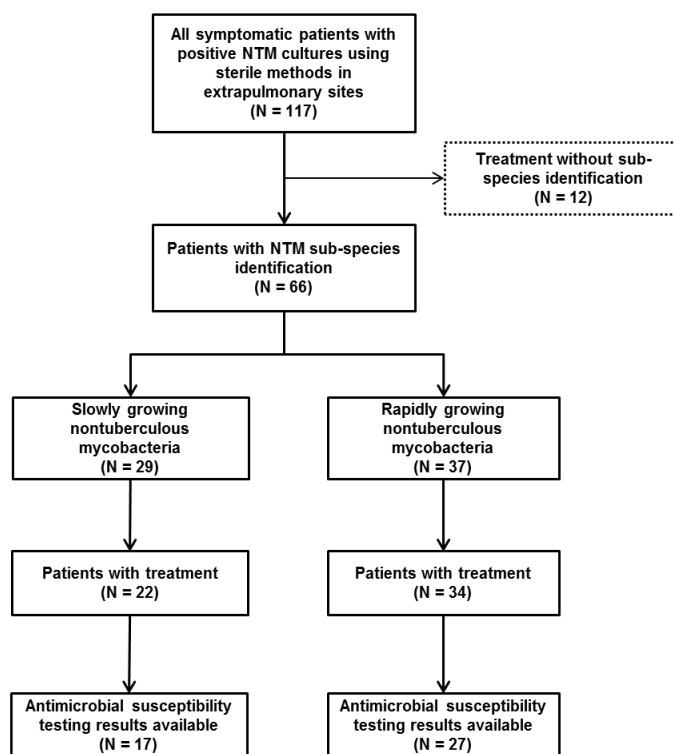 All symptomatic patients with
positive NTM cultures using
sterile methods in
extrapulmonary sites
(N = 117)
Treatment without sub-
species identification
(N = 12)
Patients with NTM sub-species
identification
(N = 66)
Slowly growing
nontuberculous
mycobacteria
(N = 29)
Rapidly growing
nontuberculous
mycobacteria
(N = 37)
Patients with treatment
(N = 22)
Patients with treatment
(N = 34)
Antimicrobial susceptibility
testing results available
(N = 17)
Antimicrobial susceptibility
testing results available
(N = 27)